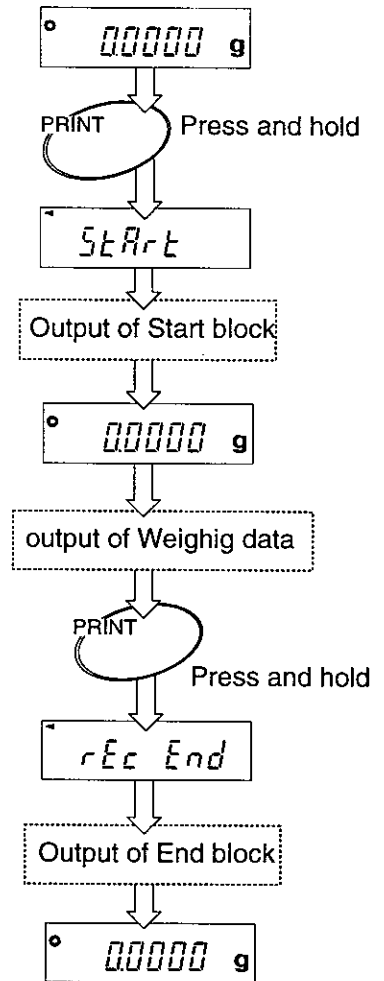 0.0000 g
PRINT
Press and hold
StArt
Output of Start block
0.0000 g
output of Weighig data
PRINT
Press and hold
rEc End
Output of End block
0.0000 g